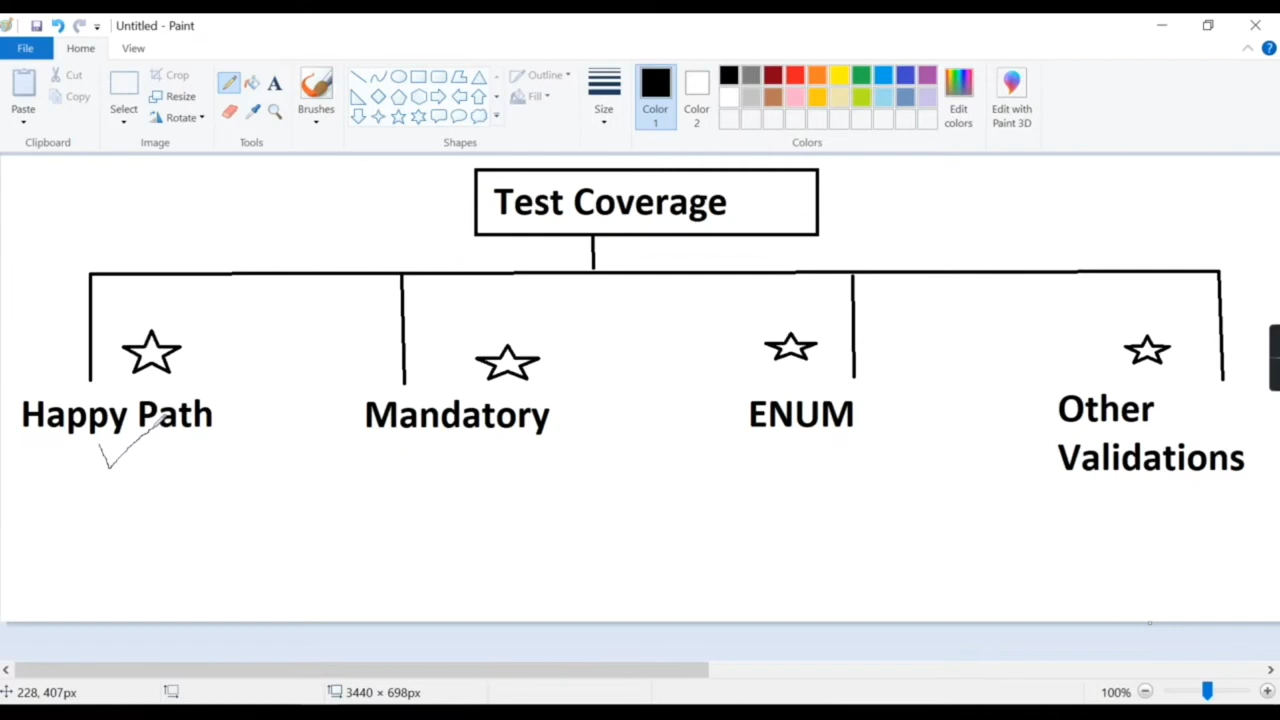 Untitled - Paint
File Home View
Paste
Cut
Copy
Clipboard
Select
Crop
Resize
Rotate
Image
Tools
Brushes
Outline
Fill
Shapes
Size
Color 1
Color 2
Edit colors
Edit with Paint 3D
Colors
Test Coverage
Happy Path
Mandatory
ENUM
Other
Validations
228, 407px
3440 × 698px
100%